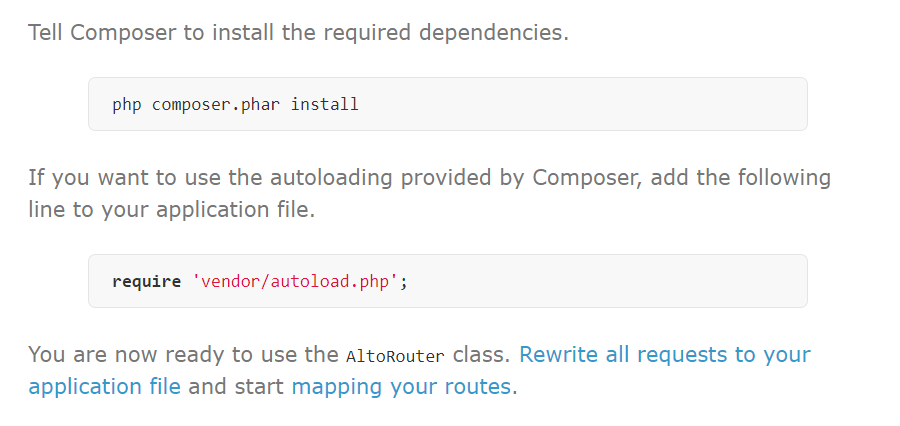 Tell Composer to install the required dependencies.
php composer.phar install
If you want to use the autoloading provided by Composer, add the following
line to your application file.
require 'vendor/autoload.php';
You are now ready to use the AltoRouter class. Rewrite all requests to your
application file and start mapping your routes.